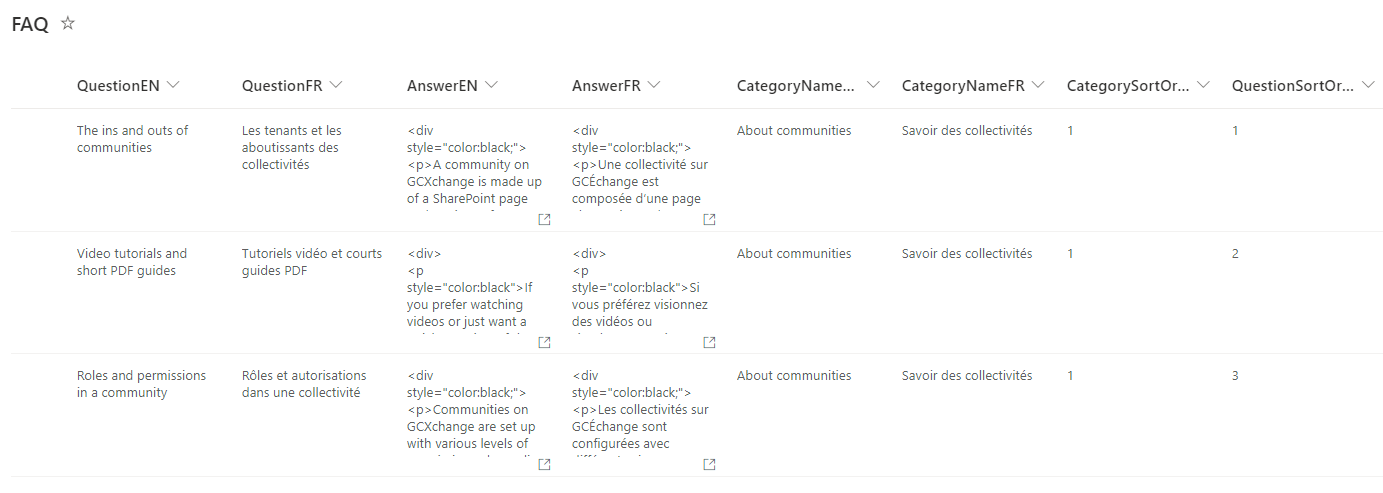 FAQ
QuestionEN
QuestionFR
AnswerEN
AnswerFR
CategoryName...
CategoryNameFR
CategorySortOr...
QuestionSortOr...
The ins and outs of
communities
Les tenants et les
aboutissants des
collectivités
<div
style="color:black;">
<p>A community on
GCXchange is made up
of a SharePoint page
<div
style="color:black;">
<p>Une collectivité sur
GCÉchange est
composée d'une page
About communities
Savoir des collectivités
1
1
Video tutorials and
short PDF guides
Tutoriels vidéo et courts
guides PDF
<div>
<p
style="color:black">If
you prefer watching
videos or just want a
<div>
<p
style="color:black">Si
vous préférez visionnez
des vidéos ou
About communities
Savoir des collectivités
1
2
Roles and permissions
in a community
Rôles et autorisations
dans une collectivité
<div
style="color:black;">
<p>Communities on
GCXchange are set up
with various levels of
<div
style="color:black;">
<p>Les collectivités sur
GCÉchange sont
configurées avec
About communities
Savoir des collectivités
1
3